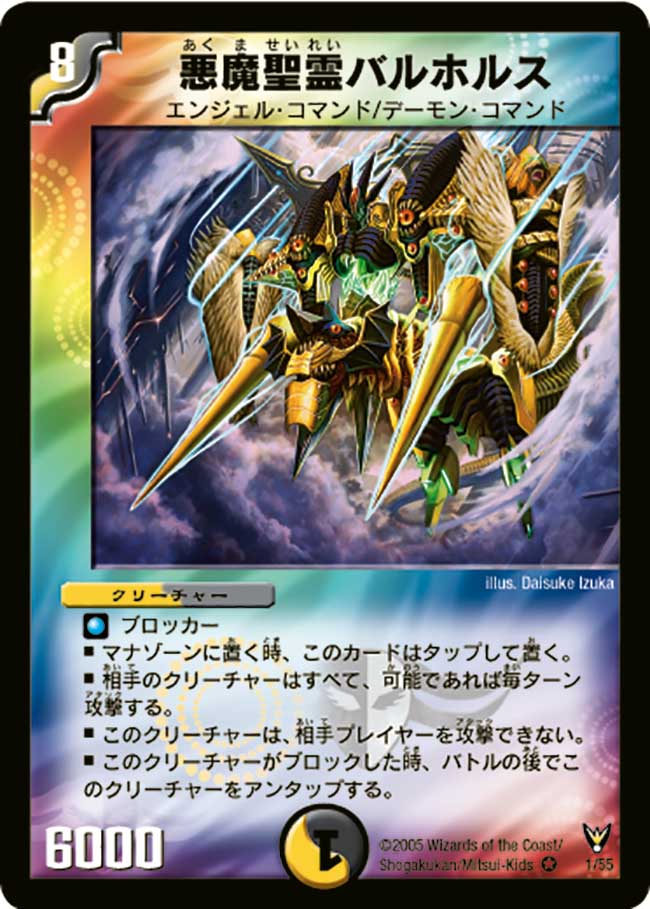 8
あく ま せいれい
悪魔聖霊バルホルス
エンジェル・コマンド/デーモン・コマンド
illus. Daisuke Izuka
クリーチャー
ブロッカー
■ マナゾーンに置く時、このカードはタップして置く。
■ 相手のクリーチャーはすべて、可能であれば毎ターン
攻撃する。
■ このクリーチャーは、相手プレイヤーを攻撃できない。
■ このクリーチャーがブロックした時、バトルの後でこ
のクリーチャーをアンタップする。
6000
1
©2005 Wizards of the Coast/
Shogakukan/Mitsui-Kids
1/55